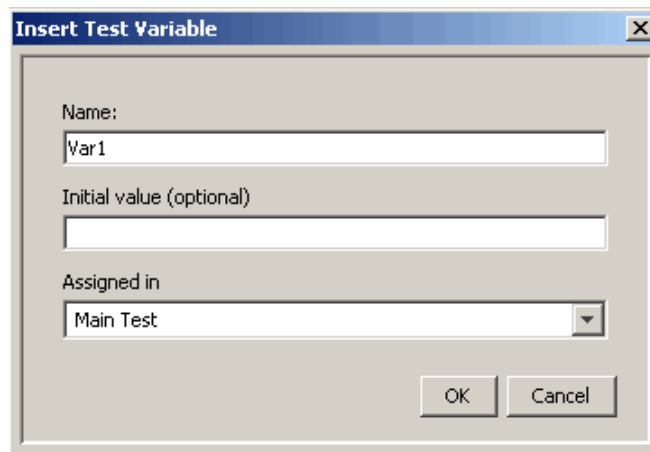 Insert Test Variable
Name:
Var1
Initial value (optional)
Assigned in
Main Test
OK Cancel